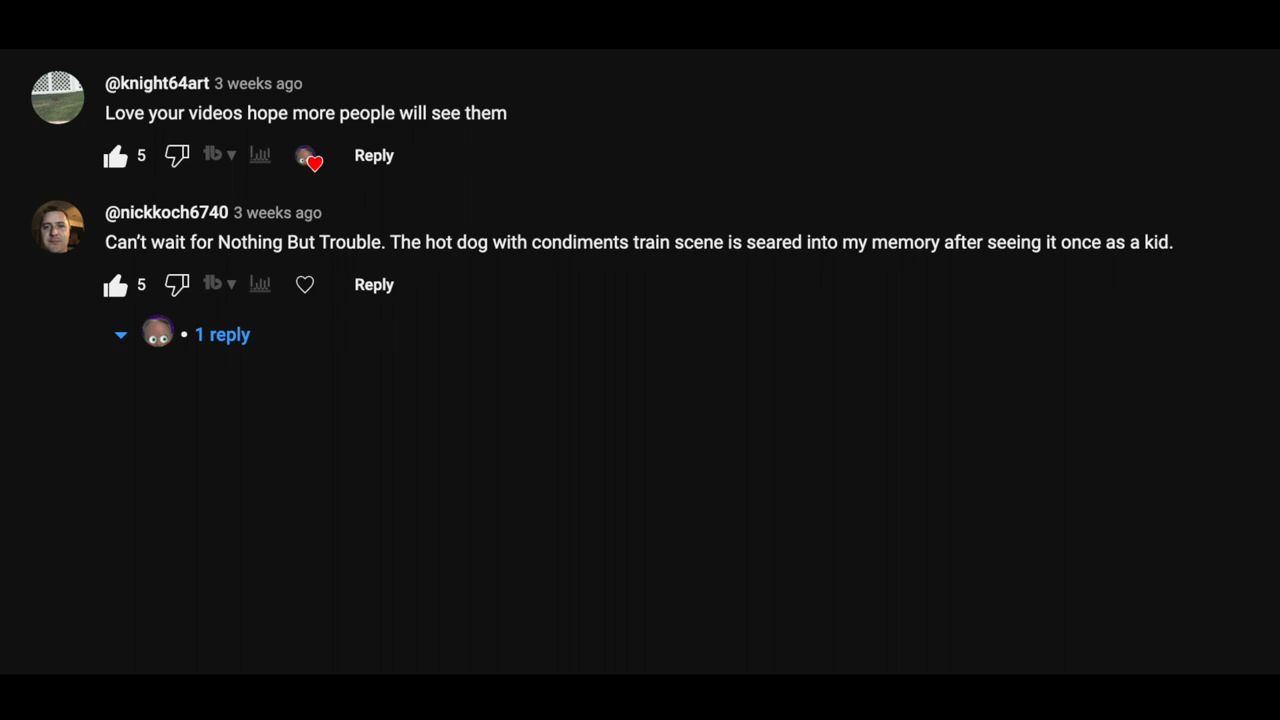 @knight64art 3 weeks ago
Love your videos hope more people will see them
5 tb Reply
@nickkoch6740 3 weeks ago
Can't wait for Nothing But Trouble. The hot dog with condiments train scene is seared into my memory after seeing it once as a kid.
5 tb Reply
• 1 reply